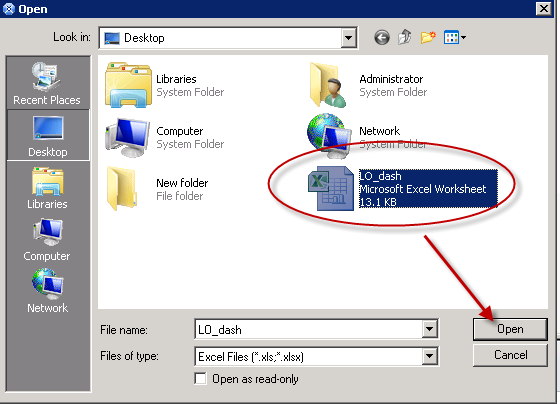 Open
Look in:
Desktop
Recent Places
Desktop
Libraries
Computer
Network
Libraries
System Folder
Administrator
System Folder
Computer
System Folder
Network
System Folder
New folder
File folder
LO_dash
Microsoft Excel Worksheet
13.1 KB
File name:
LO_dash
Open
Files of type:
Excel Files (*.xls;*.xlsx)
Cancel
Open as read-only